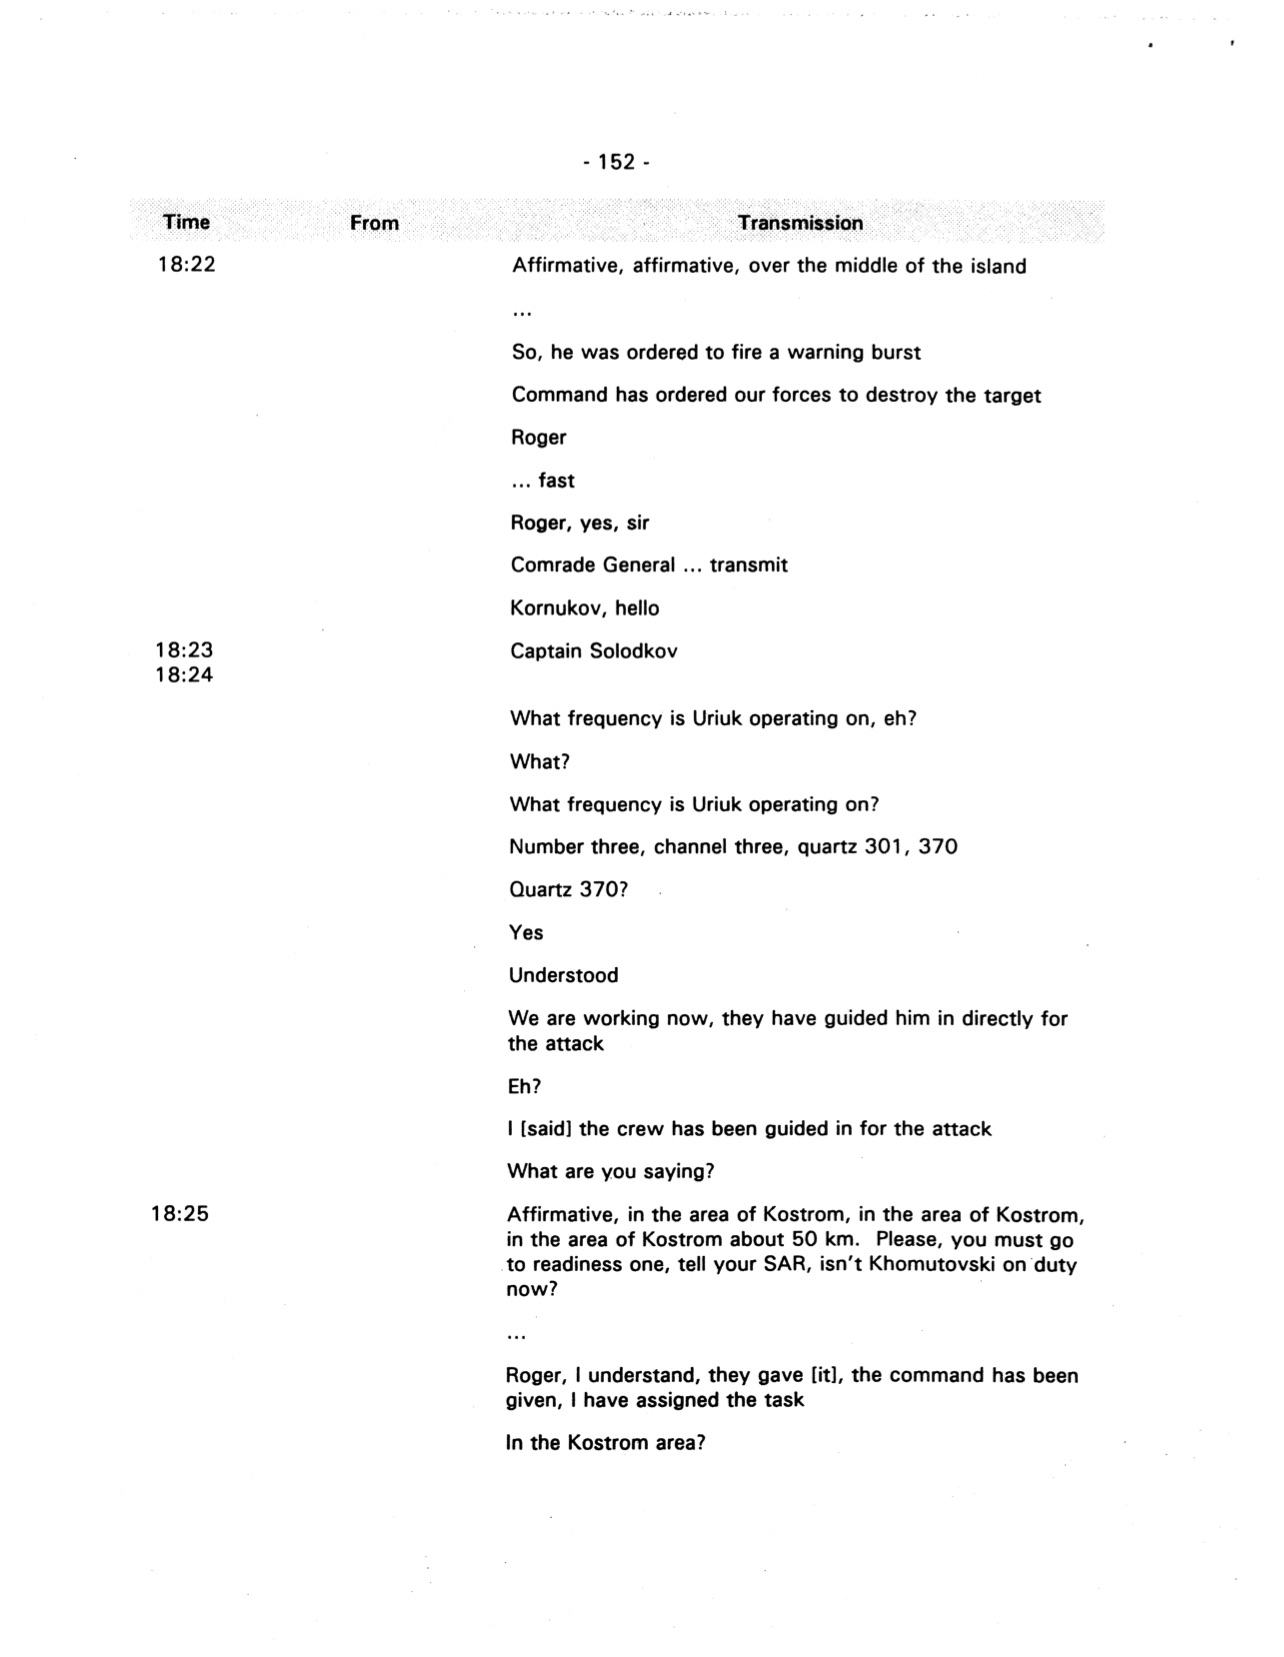 - 152 -
Time From Transmission
18:22 Affirmative, affirmative, over the middle of the island
...
So, he was ordered to fire a warning burst
Command has ordered our forces to destroy the target
Roger
... fast
Roger, yes, sir
Comrade General ... transmit
Kornukov, hello
18:23 Captain Solodkov
18:24
What frequency is Uriuk operating on, eh?
What?
What frequency is Uriuk operating on?
Number three, channel three, quartz 301, 370
Quartz 370?
Yes
Understood
We are working now, they have guided him in directly for
the attack
Eh?
I [said] the crew has been guided in for the attack
What are you saying?
18:25 Affirmative, in the area of Kostrom, in the area of Kostrom,
in the area of Kostrom about 50 km. Please, you must go
to readiness one, tell your SAR, isn't Khomutovski on duty
now?
...
Roger, I understand, they gave [it], the command has been
given, I have assigned the task
In the Kostrom area?